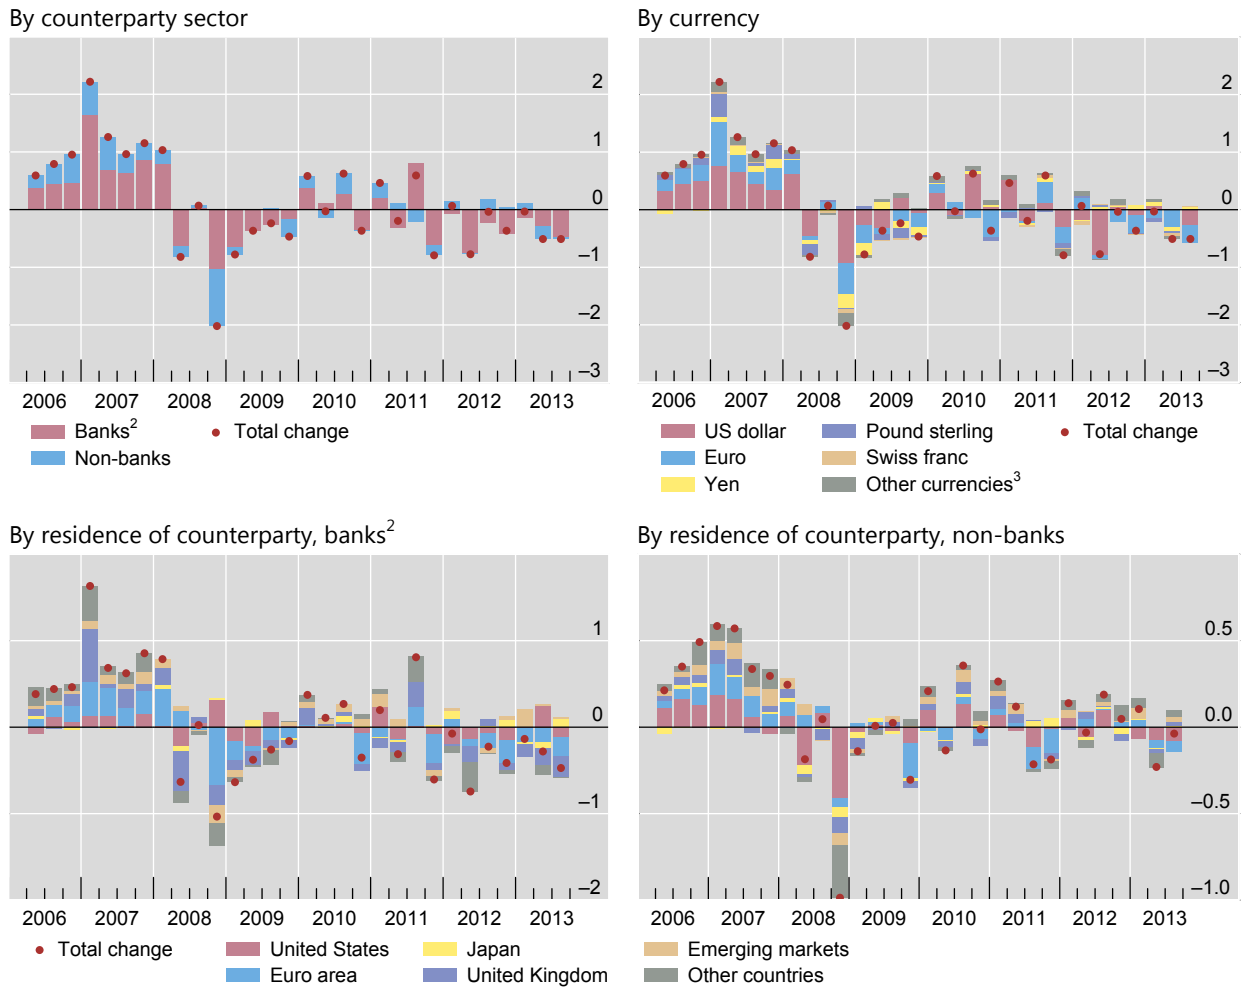 By counterparty sector
2
1
0
–1
–2
–3
2006 2007 2008 2009 2010 2011 2012 2013
Banks2 Total change
Non-banks
By currency
2
1
0
–1
–2
–3
2006 2007 2008 2009 2010 2011 2012 2013
US dollar Pound sterling Total change
Euro Swiss franc
Yen Other currencies3
By residence of counterparty, banks2
1
0
–1
–2
2006 2007 2008 2009 2010 2011 2012 2013
By residence of counterparty, non-banks
0.5
0.0
–0.5
–1.0
2006 2007 2008 2009 2010 2011 2012 2013
Total change United States Japan Emerging markets
Euro area United Kingdom Other countries